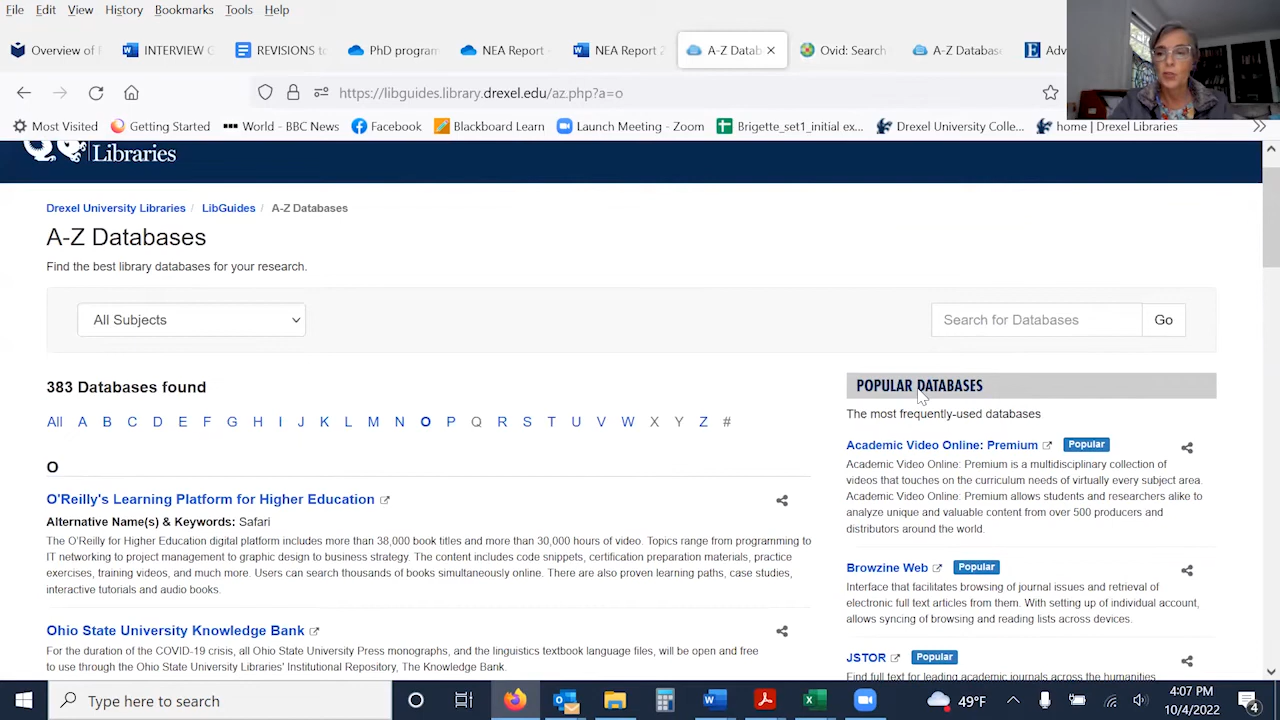 File Edit View History Bookmarks Tools Help
Overview of INTERVIEW REVISIONS to PhD program NEA Report NEA Report 2 A-Z Datab Ovid: Search A-Z Database Adv
https://libguides.library.drexel.edu/az.php?a=o
Most Visited Getting Started World - BBC News Facebook Blackboard Learn Launch Meeting - Zoom Brigette_set1_initial ex... Drexel University Colle... home | Drexel Libraries
Libraries
Drexel University Libraries / LibGuides / A-Z Databases
A-Z Databases
Find the best library databases for your research.
All Subjects
Search for Databases Go
383 Databases found
All A B C D E F G H I J K L M N O P Q R S T U V W X Y Z #
O
O'Reilly's Learning Platform for Higher Education
Alternative Name(s) & Keywords: Safari
The O'Reilly for Higher Education digital platform includes more than 38,000 book titles and more than 30,000 hours of video. Topics range from programming to
IT networking to project management to graphic design to business strategy. The content includes code snippets, certification preparation materials, practice
exercises, training videos, and much more. Users can search thousands of books simultaneously online. There are also proven learning paths, case studies,
interactive tutorials and audio books.
Ohio State University Knowledge Bank
For the duration of the COVID-19 crisis, all Ohio State University Press monographs, and the linguistics textbook language files, will be open and free
to use through the Ohio State University Libraries' Institutional Repository, The Knowledge Bank.
POPULAR DATABASES
The most frequently-used databases
Academic Video Online: Premium Popular
Academic Video Online: Premium is a multidisciplinary collection of
videos that touches on the curriculum needs of virtually every subject area.
Academic Video Online: Premium allows students and researchers alike to
analyze unique and valuable content from over 500 producers and
distributors around the world.
Browzine Web Popular
Interface that facilitates browsing of journal issues and retrieval of
electronic full text articles from them. With setting up of individual account,
allows syncing of browsing and reading lists across devices.
JSTOR Popular
Find full text for leading academic journals across the humanities
Type here to search
49°F
4:07 PM
10/4/2022
4